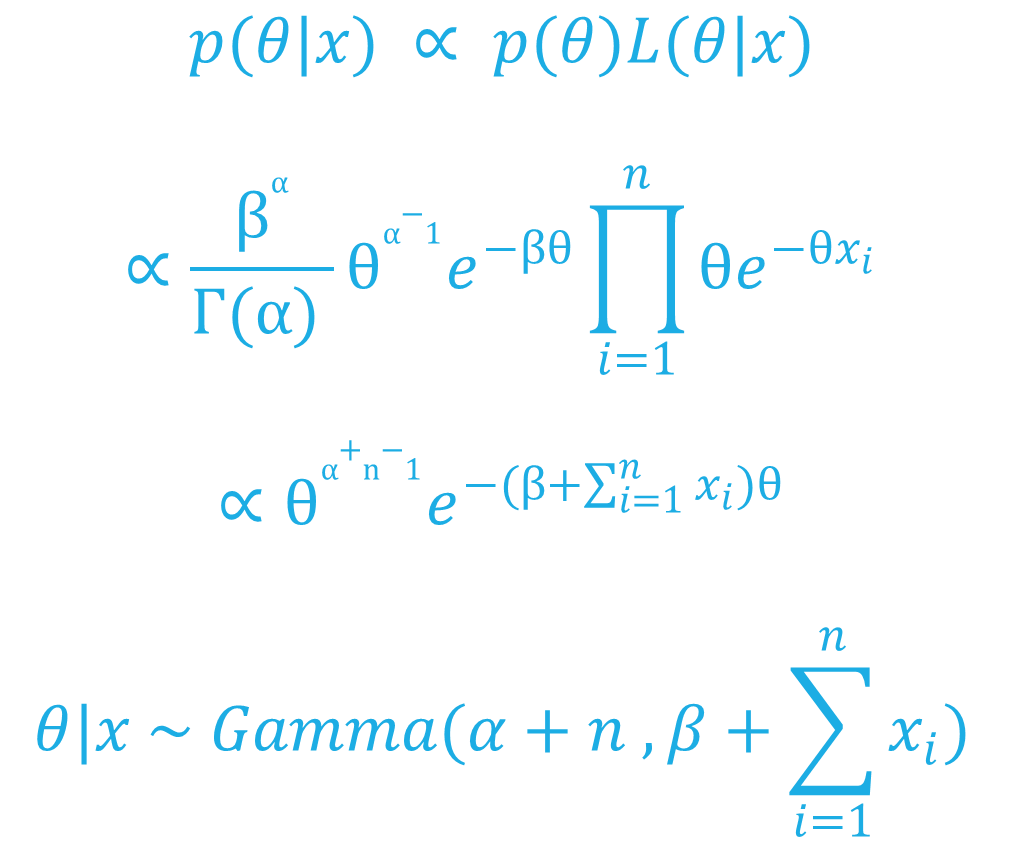 p(θ|x) ∝ p(θ)L(θ|x)
∝ β^α / Γ(α) θ^(α−1) e^(−βθ) ∏_(i=1)^n θe^(−θx_i)
∝ θ^(α+n−1) e^(−(β+∑_(i=1)^n x_i)θ)
θ|x ~ Gamma(α + n , β + ∑_(i=1)^n x_i)